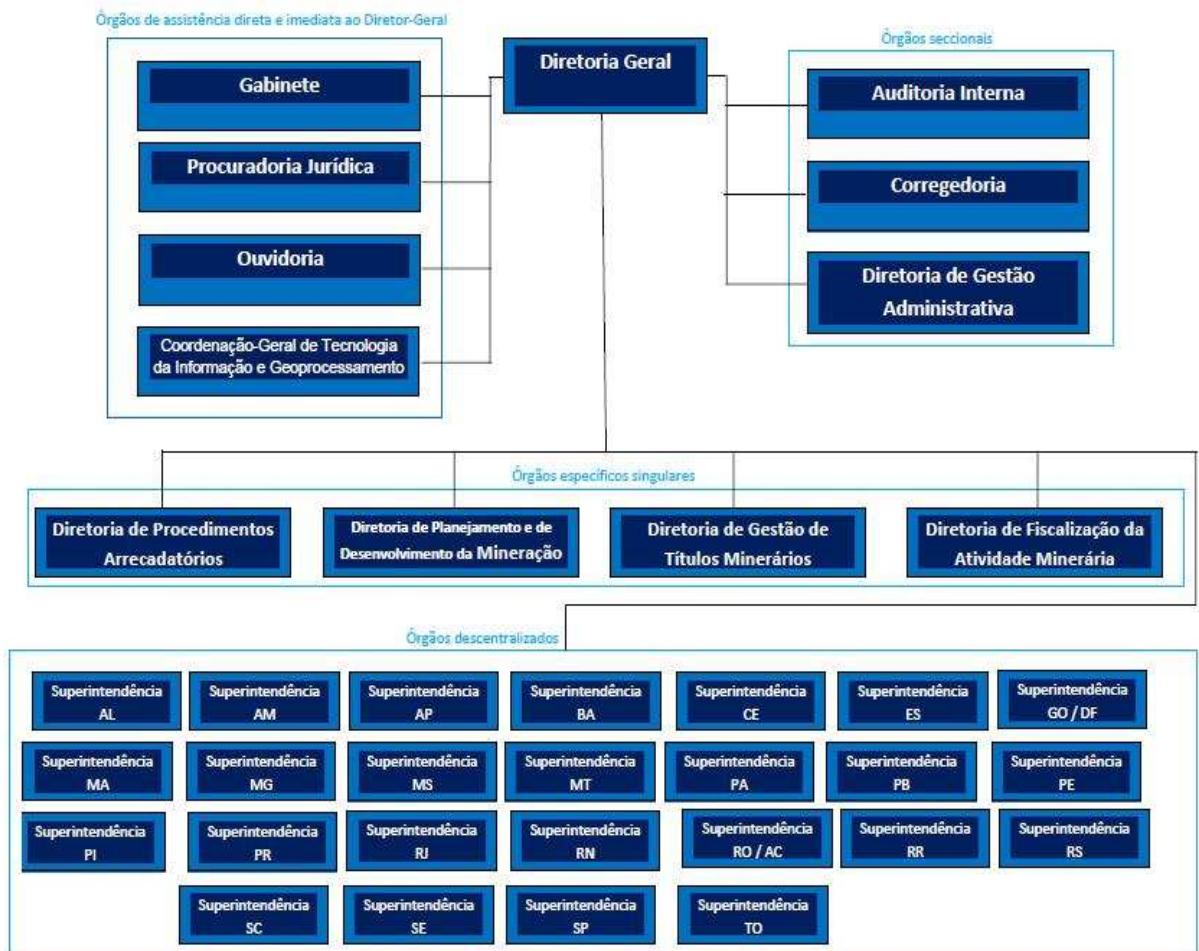 Órgãos de assistência direta e imediata ao Diretor-Geral
Gabinete
Procuradoria Jurídica
Ouvidoria
Coordenação-Geral de Tecnologia
da Informação e Geoprocessamento
Diretoria Geral
Órgãos seccionais
Auditoria Interna
Corregedoria
Diretoria de Gestão
Administrativa
Órgãos específicos singulares
Diretoria de Procedimentos
Arrecadatórios
Diretoria de Planejamento e de
Desenvolvimento da Mineração
Diretoria de Gestão de
Títulos Minerários
Diretoria de Fiscalização da
Atividade Minerária
Órgãos descentralizados
Superintendência
AL
Superintendência
AM
Superintendência
AP
Superintendência
BA
Superintendência
CE
Superintendência
ES
Superintendência
GO / DF
Superintendência
MA
Superintendência
MG
Superintendência
MS
Superintendência
MT
Superintendência
PA
Superintendência
PB
Superintendência
PE
Superintendência
PI
Superintendência
PR
Superintendência
RJ
Superintendência
RN
Superintendência
RO / AC
Superintendência
RR
Superintendência
RS
Superintendência
SC
Superintendência
SE
Superintendência
SP
Superintendência
TO